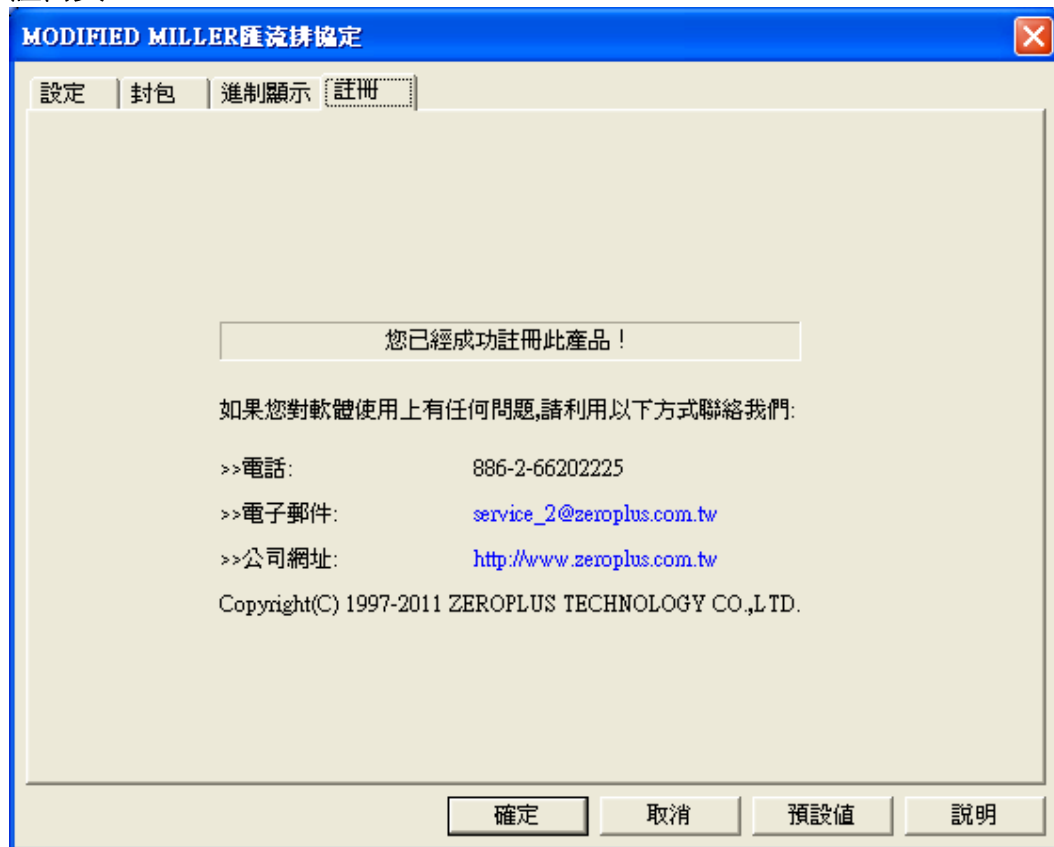 MODIFIED MILLER匯流排協定
設定 封包 進制顯示 註冊
您已經成功註冊此產品！
如果您對軟體使用上有任何問題,請利用以下方式聯絡我們:
>>電話: 886-2-66202225
>>電子郵件: service_2@zeroplus.com.tw
>>公司網址: http://www.zeroplus.com.tw
Copyright(C) 1997-2011 ZEROPLUS TECHNOLOGY CO.,LTD.
確定 取消 預設值 說明